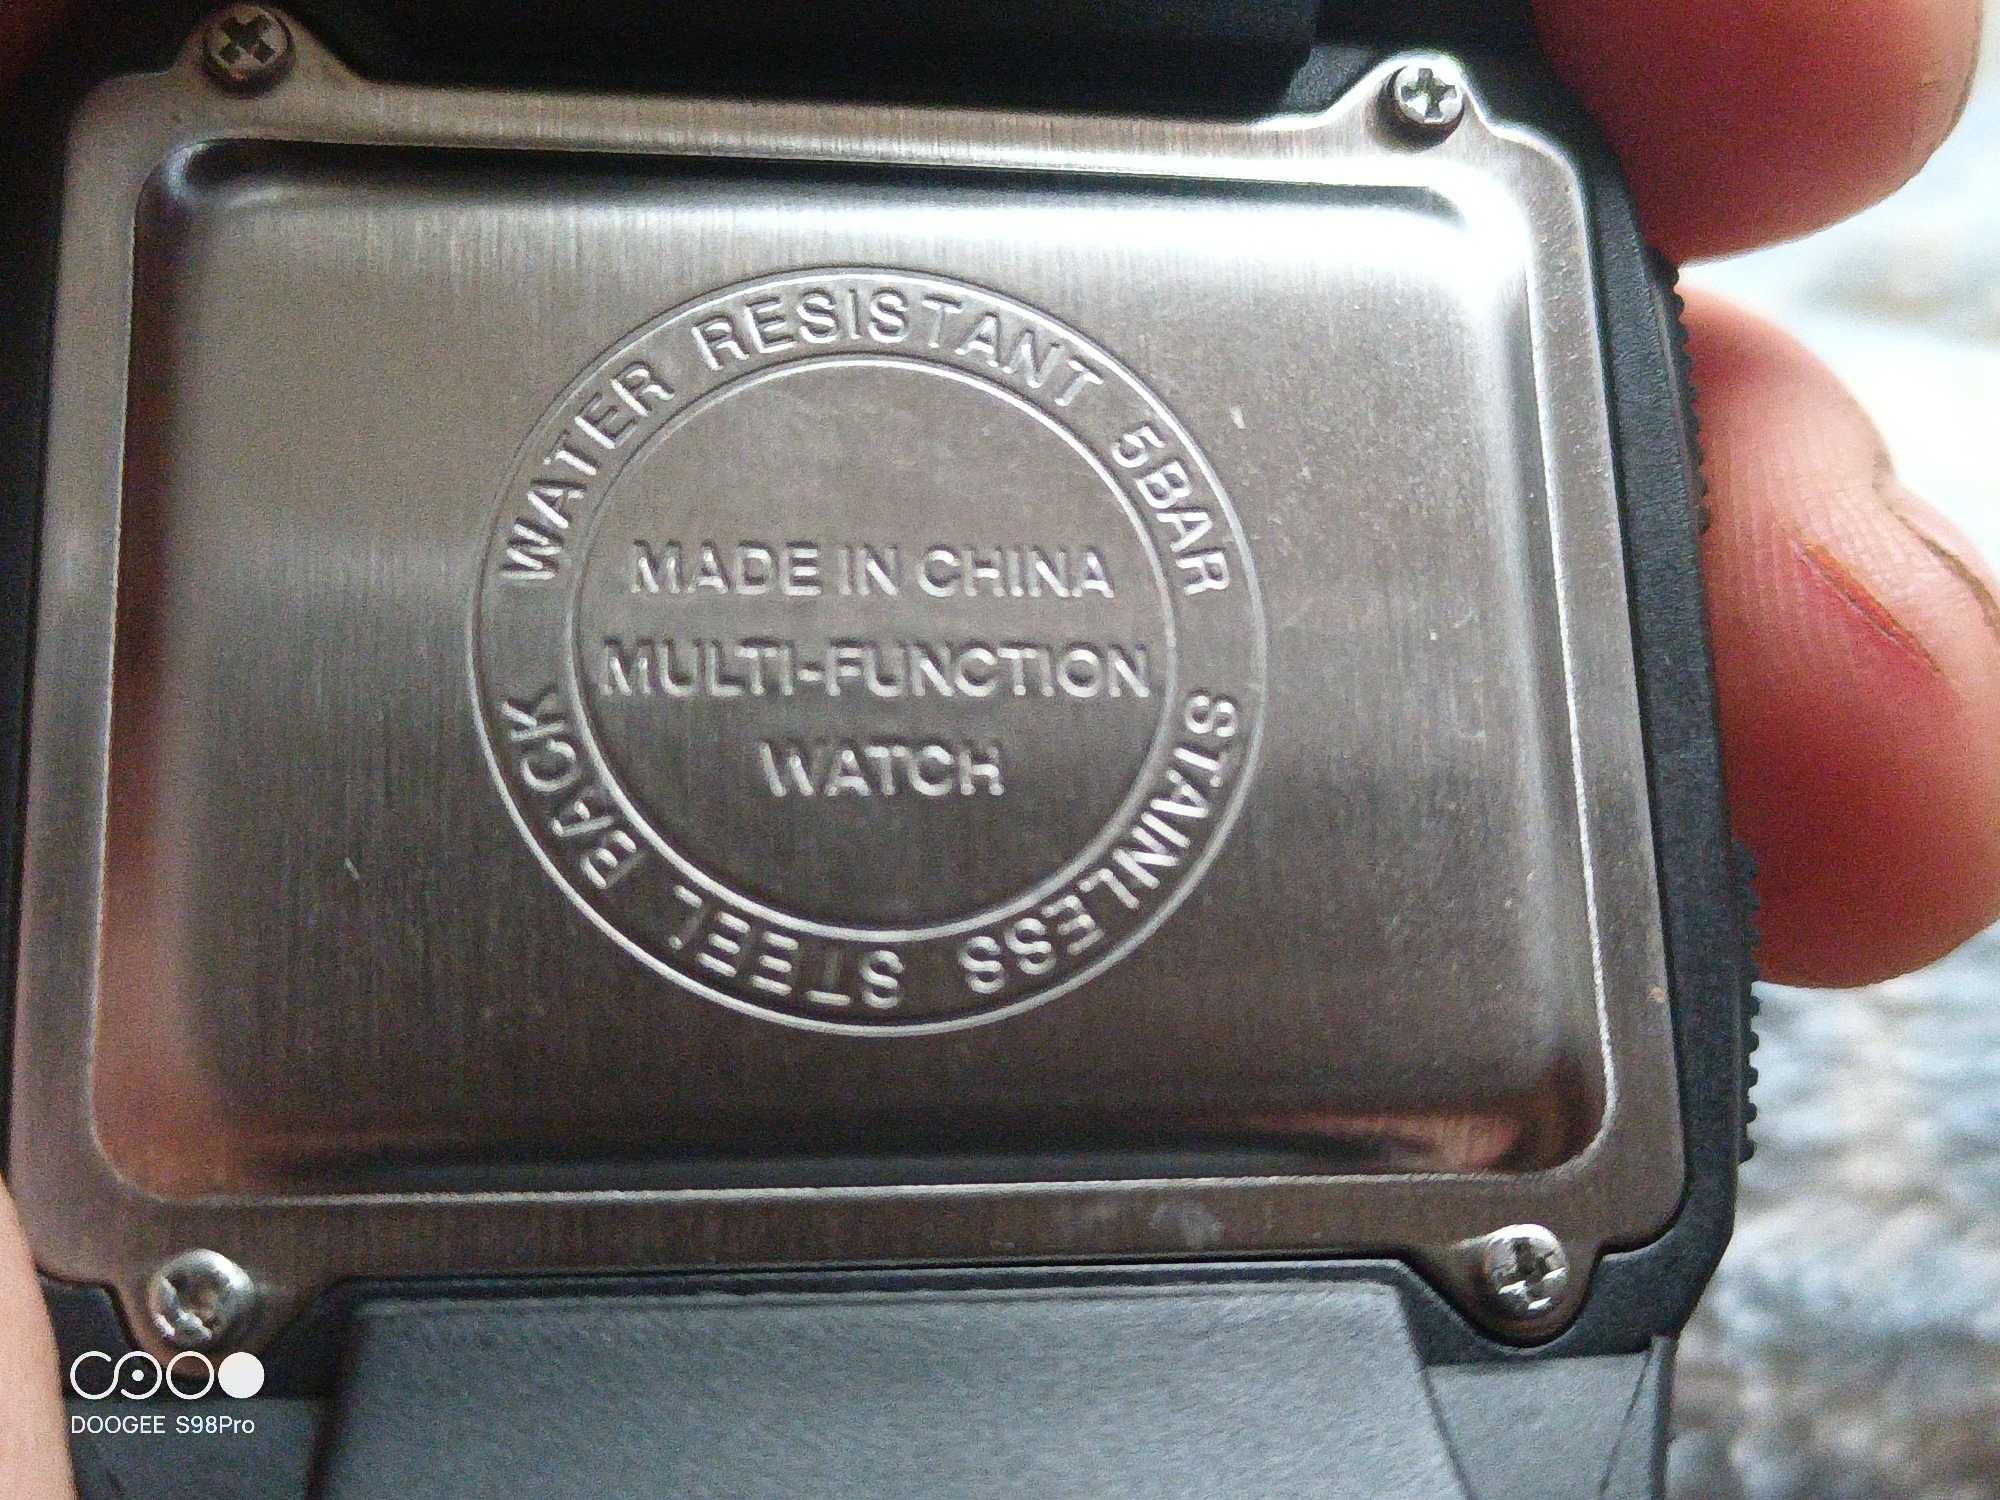 WATER RESISTANT 5BAR
STAINLESS STEEL BACK
MADE IN CHINA
MULTI-FUNCTION
WATCH
DOOGEE S98Pro